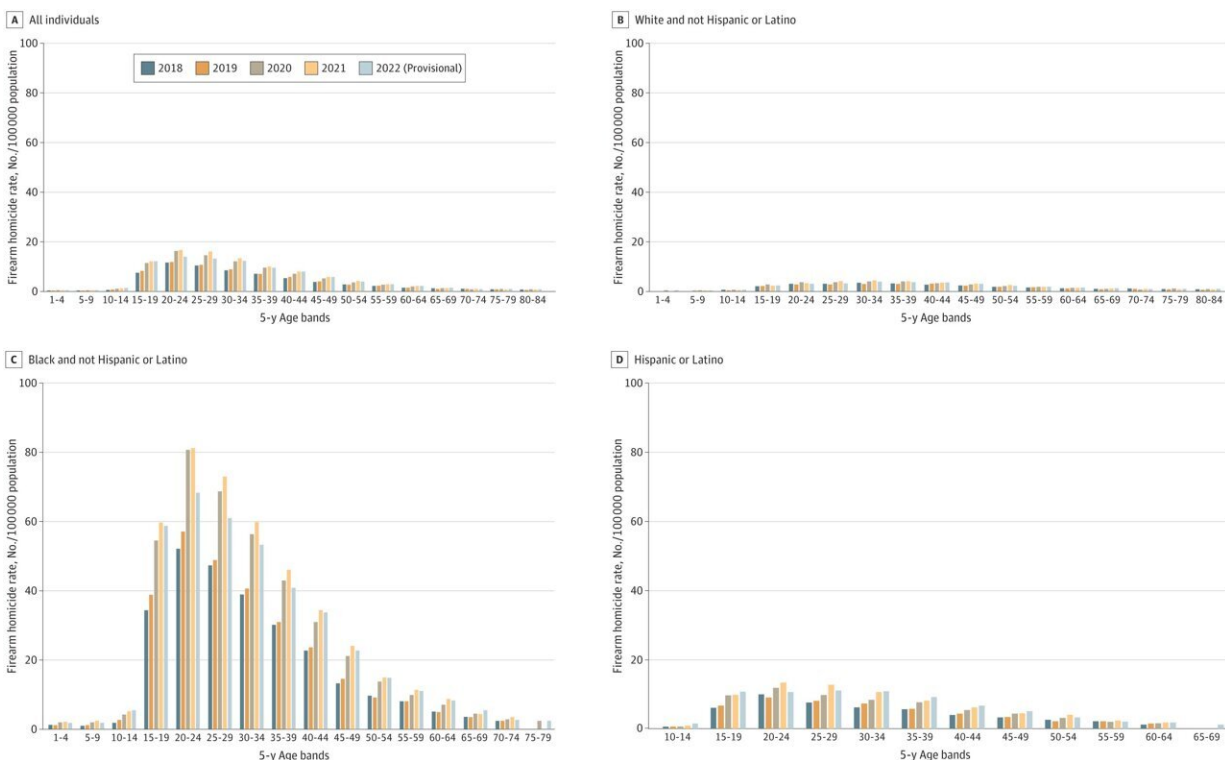 A All individuals
Firearm homicide rate, No./100 000 population
100
80
60
40
20
0
2018 2019 2020 2021 2022 (Provisional)
1-4 5-9 10-14 15-19 20-24 25-29 30-34 35-39 40-44 45-49 50-54 55-59 60-64 65-69 70-74 75-79 80-84
5-y Age bands
B White and not Hispanic or Latino
Firearm homicide rate, No./100 000 population
100
80
60
40
20
0
1-4 5-9 10-14 15-19 20-24 25-29 30-34 35-39 40-44 45-49 50-54 55-59 60-64 65-69 70-74 75-79 80-84
5-y Age bands
C Black and not Hispanic or Latino
Firearm homicide rate, No./100 000 population
100
80
60
40
20
0
1-4 5-9 10-14 15-19 20-24 25-29 30-34 35-39 40-44 45-49 50-54 55-59 60-64 65-69 70-74 75-79
5-y Age bands
D Hispanic or Latino
Firearm homicide rate, No./100 000 population
100
80
60
40
20
0
10-14 15-19 20-24 25-29 30-34 35-39 40-44 45-49 50-54 55-59 60-64 65-69
5-y Age bands